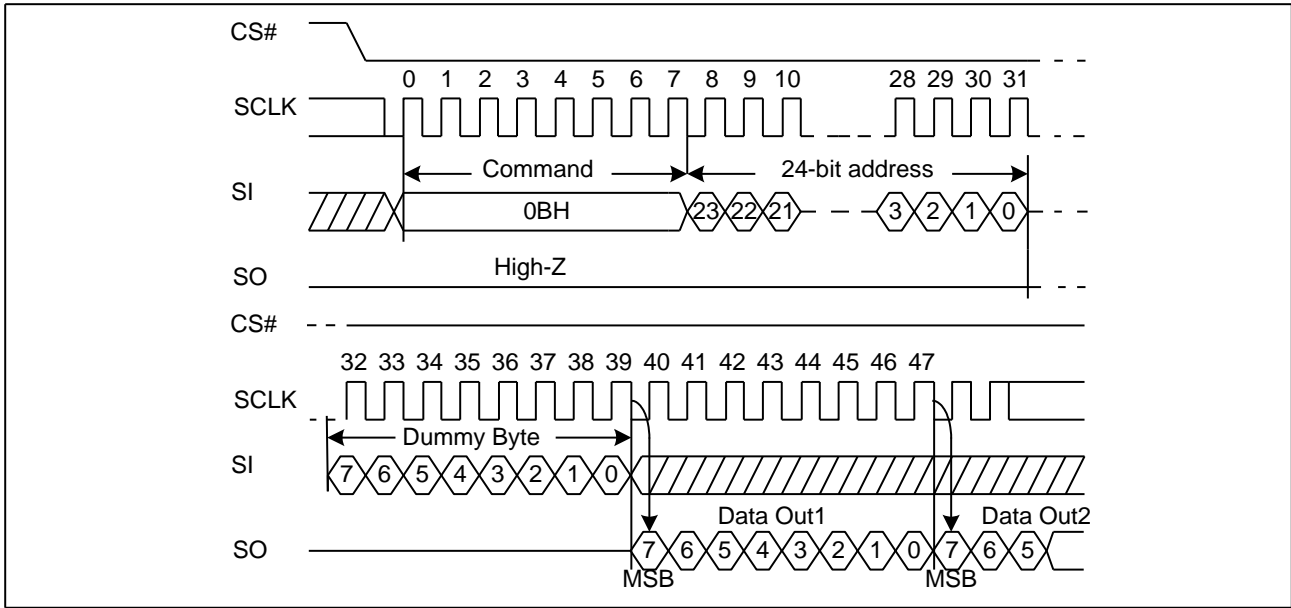 CS#
0 1 2 3 4 5 6 7 8 9 10 28 29 30 31
SCLK
Command 24-bit address
SI
0BH 23 22 21 3 2 1 0
High-Z
SO
CS#
32 33 34 35 36 37 38 39 40 41 42 43 44 45 46 47
SCLK
Dummy Byte
SI
7 6 5 4 3 2 1 0
Data Out1 Data Out2
SO
7 6 5 4 3 2 1 0 7 6 5
MSB MSB